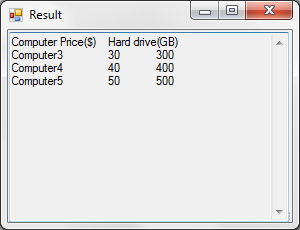 Result
Computer Price($) Hard drive(GB)
Computer3 30 300
Computer4 40 400
Computer5 50 500